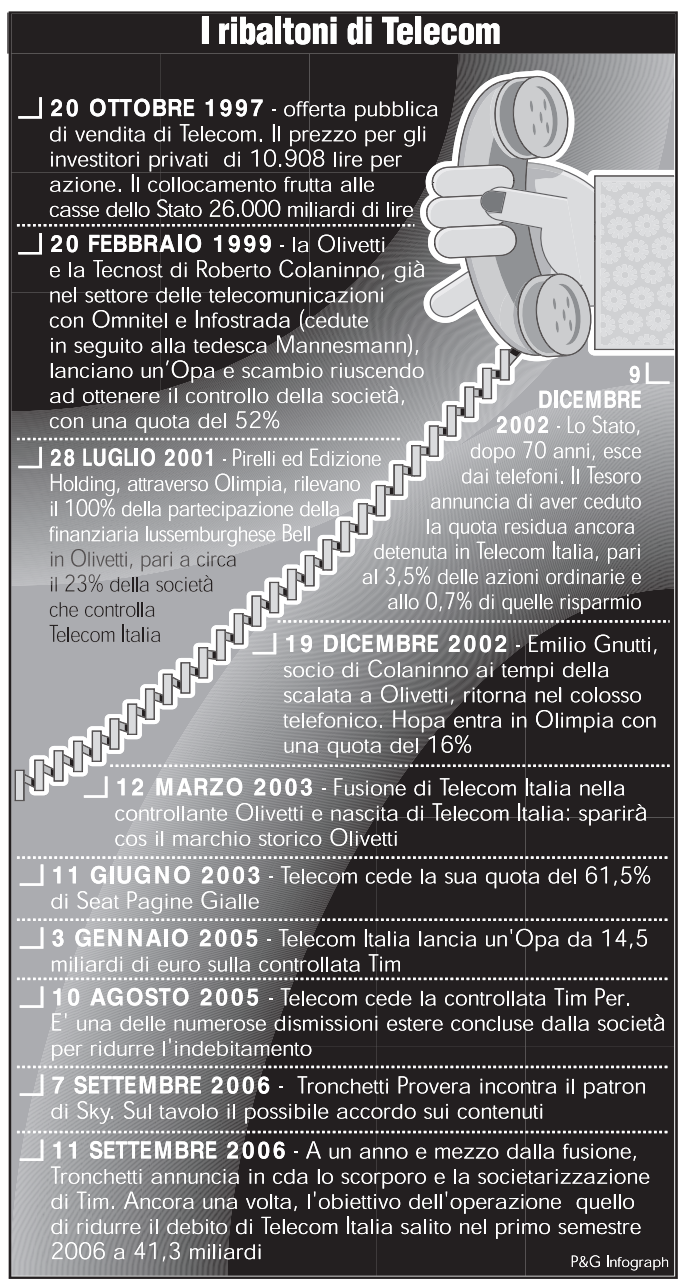 I ribaltoni di Telecom
20 OTTOBRE 1997 - offerta pubblica
di vendita di Telecom. Il prezzo per gli
investitori privati di 10.908 lire per
azione. Il collocamento frutta alle
casse dello Stato 26.000 miliardi di lire
20 FEBBRAIO 1999 - la Olivetti
e la Tecnost di Roberto Colaninno, già
nel settore delle telecomunicazioni
con Omnitel e Infostrada (cedute
in seguito alla tedesca Mannesmann),
lanciano un'Opa e scambio riuscendo
ad ottenere il controllo della società,
con una quota del 52%
28 LUGLIO 2001 - Pirelli ed Edizione
Holding, attraverso Olimpia, rilevano
il 100% della partecipazione della
finanziaria lussemburghese Bell
in Olivetti, pari a circa
il 23% della società
che controlla
Telecom Italia
9
DICEMBRE
2002 - Lo Stato,
dopo 70 anni, esce
dai telefoni. Il Tesoro
annuncia di aver ceduto
la quota residua ancora
detenuta in Telecom Italia, pari
al 3,5% delle azioni ordinarie e
allo 0,7% di quelle risparmio
19 DICEMBRE 2002 - Emilio Gnutti,
socio di Colaninno ai tempi della
scalata a Olivetti, ritorna nel colosso
telefonico. Hopa entra in Olimpia con
una quota del 16%
12 MARZO 2003 - Fusione di Telecom Italia nella
controllante Olivetti e nascita di Telecom Italia: sparirà
cos il marchio storico Olivetti
11 GIUGNO 2003 - Telecom cede la sua quota del 61,5%
di Seat Pagine Gialle
3 GENNAIO 2005 - Telecom Italia lancia un'Opa da 14,5
miliardi di euro sulla controllata Tim
10 AGOSTO 2005 - Telecom cede la controllata Tim Per.
E' una delle numerose dismissioni estere concluse dalla società
per ridurre l'indebitamento
7 SETTEMBRE 2006 - Tronchetti Provera incontra il patron
di Sky. Sul tavolo il possibile accordo sui contenuti
11 SETTEMBRE 2006 - A un anno e mezzo dalla fusione,
Tronchetti annuncia in cda lo scorporo e la societarizzazione
di Tim. Ancora una volta, l'obiettivo dell'operazione quello
di ridurre il debito di Telecom Italia salito nel primo semestre
2006 a 41,3 miliardi
P&G Infograph